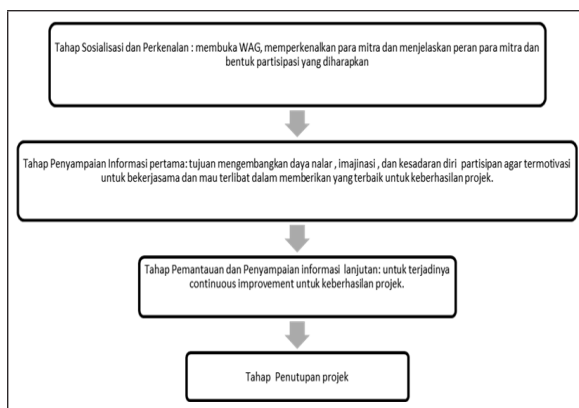 Tahap Sosialisasi dan Perkenalan : membuka WAG, memperkenalkan para mitra dan menjelaskan peran para mitra dan
bentuk partisipasi yang diharapkan
Tahap Penyampaian Informasi pertama: tujuan mengembangkan daya nalar , imajinasi , dan kesadaran diri partisipan agar termotivasi
untuk bekerjasama dan mau terlibat dalam memberikan yang terbaik untuk keberhasilan projek.
Tahap Pemantauan dan Penyampaian informasi lanjutan: untuk terjadinya
continuous improvement untuk keberhasilan projek.
Tahap Penutupan projek